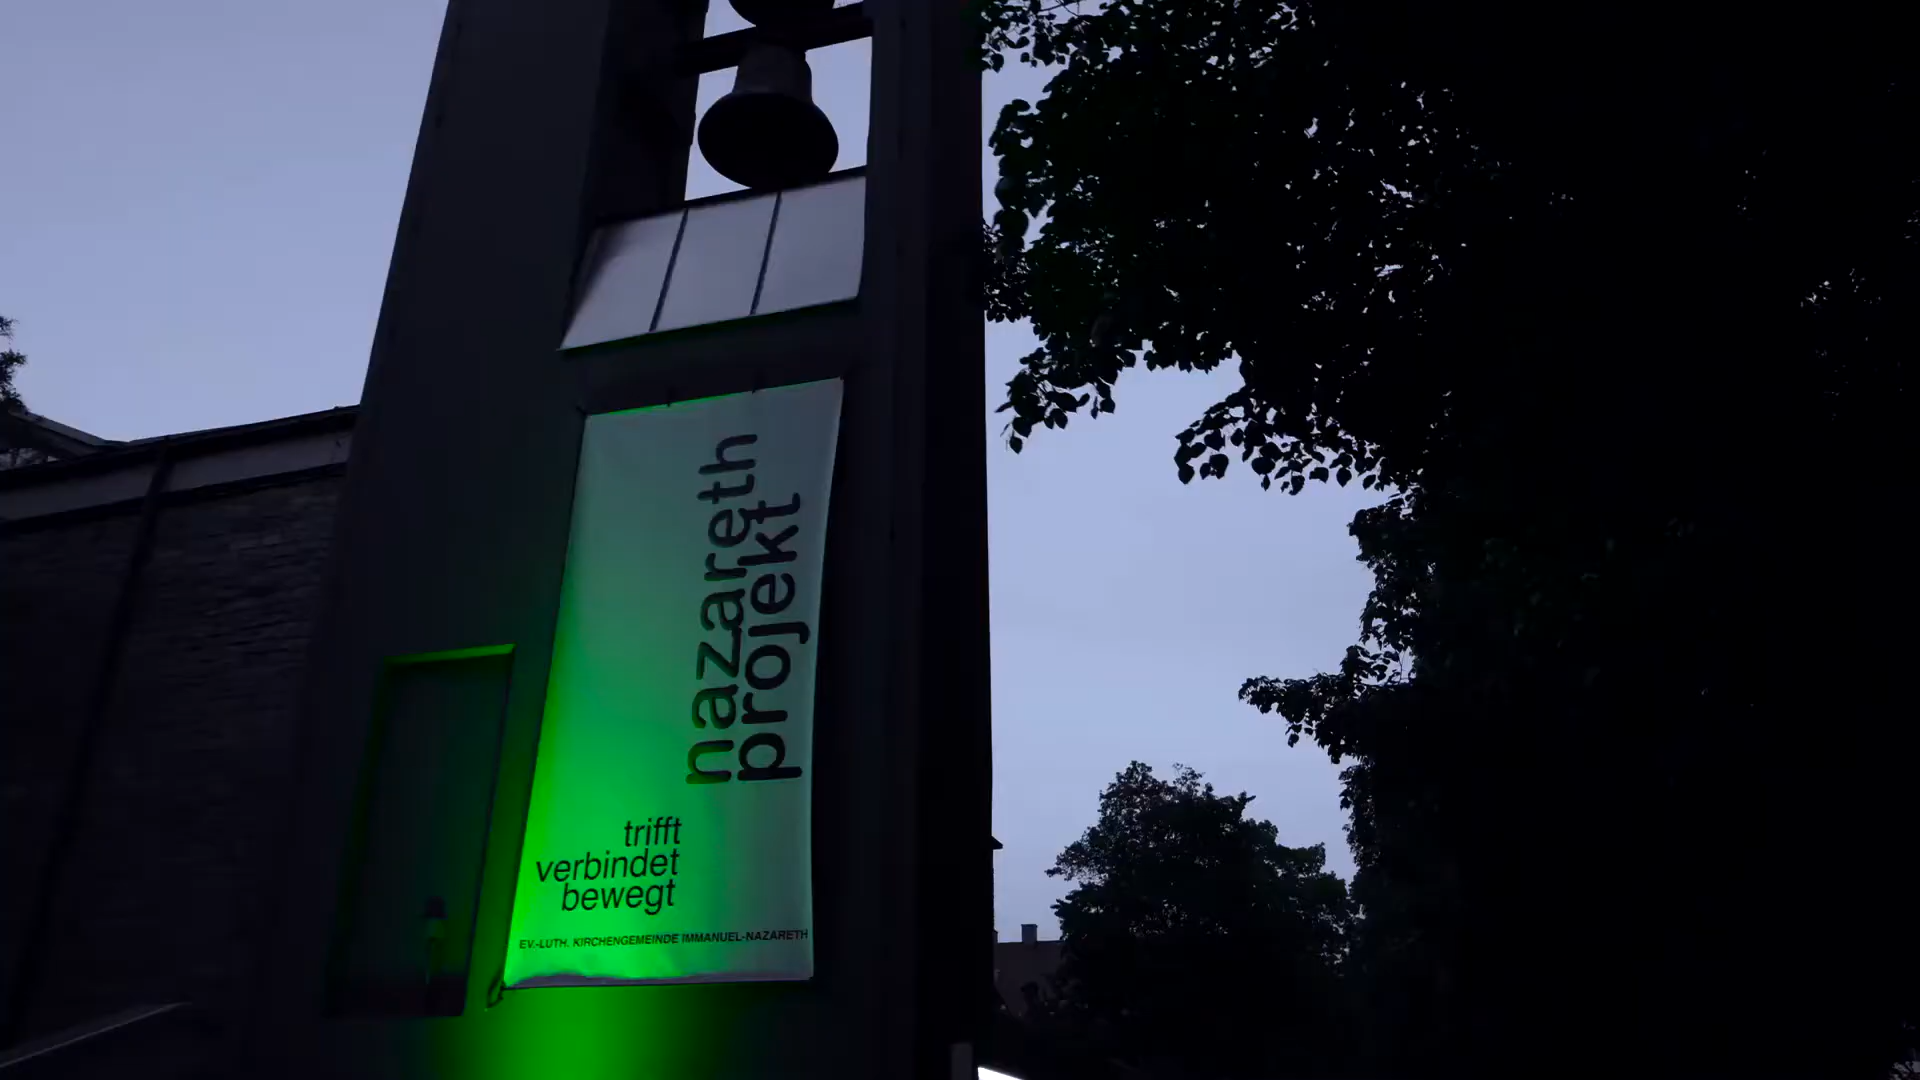 nazareth
projekt
trifft
verbindet
bewegt
EV.-LUTH. KIRCHENGEMEINDE IMMANUEL-NAZARETH